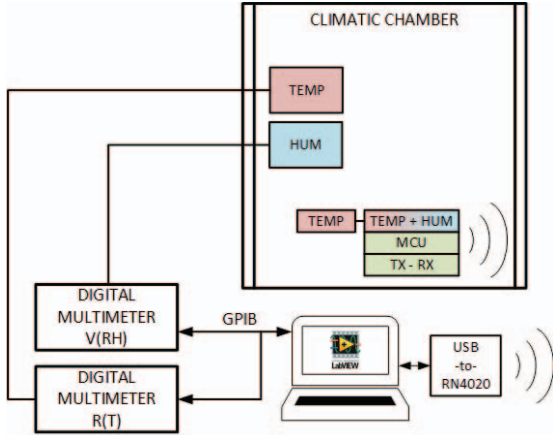 CLIMATIC CHAMBER
TEMP
HUM
TEMP
TEMP + HUM
MCU
TX - RX
DIGITAL
MULTIMETER
V(RH)
GPIB
DIGITAL
MULTIMETER
R(T)
LabVIEW
USB
-to-
RN4020